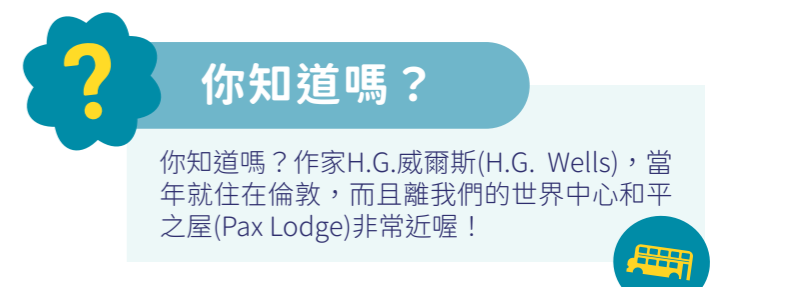 ?
你知道嗎？
你知道嗎？作家H.G.威爾斯(H.G. Wells)，當
年就住在倫敦，而且離我們的世界中心和平
之屋(Pax Lodge)非常近喔！